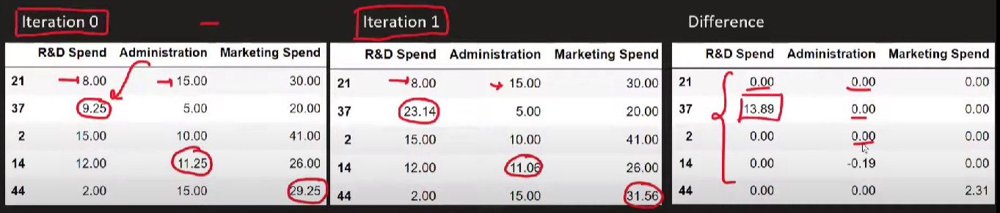 Iteration 0 Iteration 1 Difference
R&D Spend Administration Marketing Spend R&D Spend Administration Marketing Spend R&D Spend Administration Marketing Spend
21 8.00 15.00 30.00 21 8.00 15.00 30.00 21 0.00 0.00 0.00
37 9.25 5.00 20.00 37 23.14 5.00 20.00 37 13.89 0.00 0.00
2 15.00 10.00 41.00 2 15.00 10.00 41.00 2 0.00 0.00 0.00
14 12.00 11.25 26.00 14 12.00 11.06 26.00 14 0.00 -0.19 0.00
44 2.00 15.00 29.25 44 2.00 15.00 31.56 44 0.00 0.00 2.31